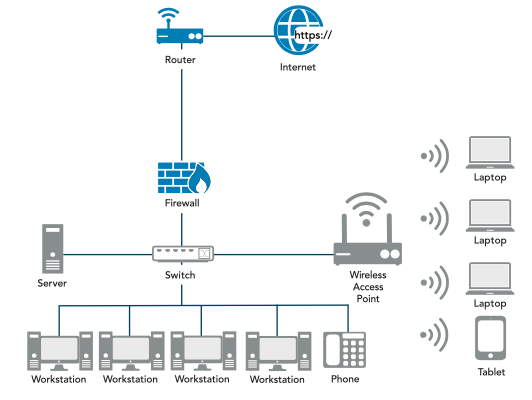 https://
Router
Internet
Laptop
Firewall
Laptop
Server
Switch
Wireless
Access
Point
Laptop
Workstation
Workstation
Workstation
Workstation
Phone
Tablet